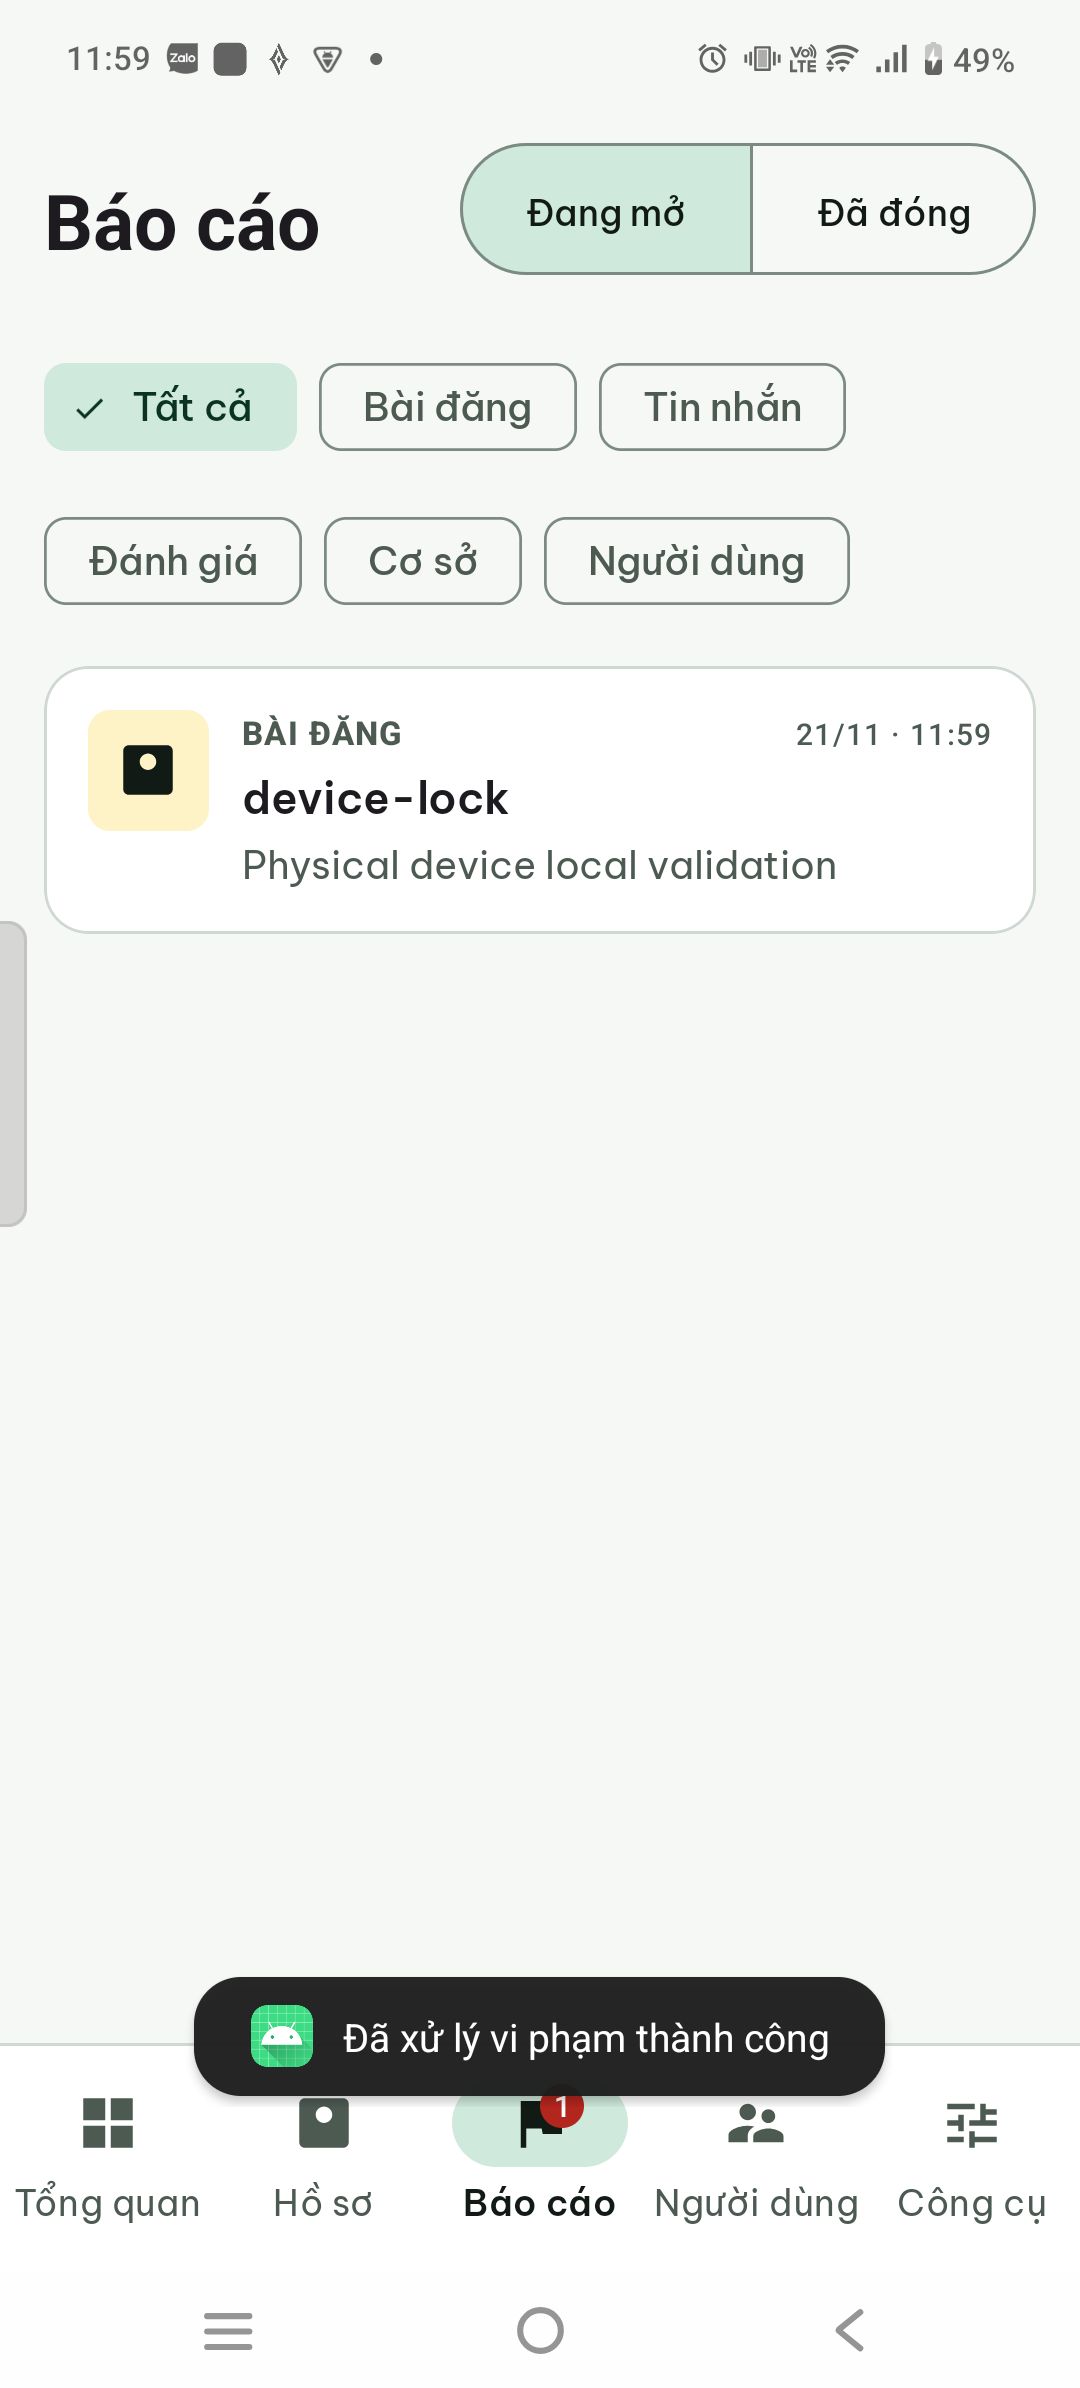 11:59 Zalo VoLTE 49%
Báo cáo
Đang mở
Đã đóng
Tất cả
Bài đăng
Tin nhắn
Đánh giá
Cơ sở
Người dùng
BÀI ĐĂNG
21/11 · 11:59
device-lock
Physical device local validation
Đã xử lý vi phạm thành công
1
Tổng quan
Hồ sơ
Báo cáo
Người dùng
Công cụ